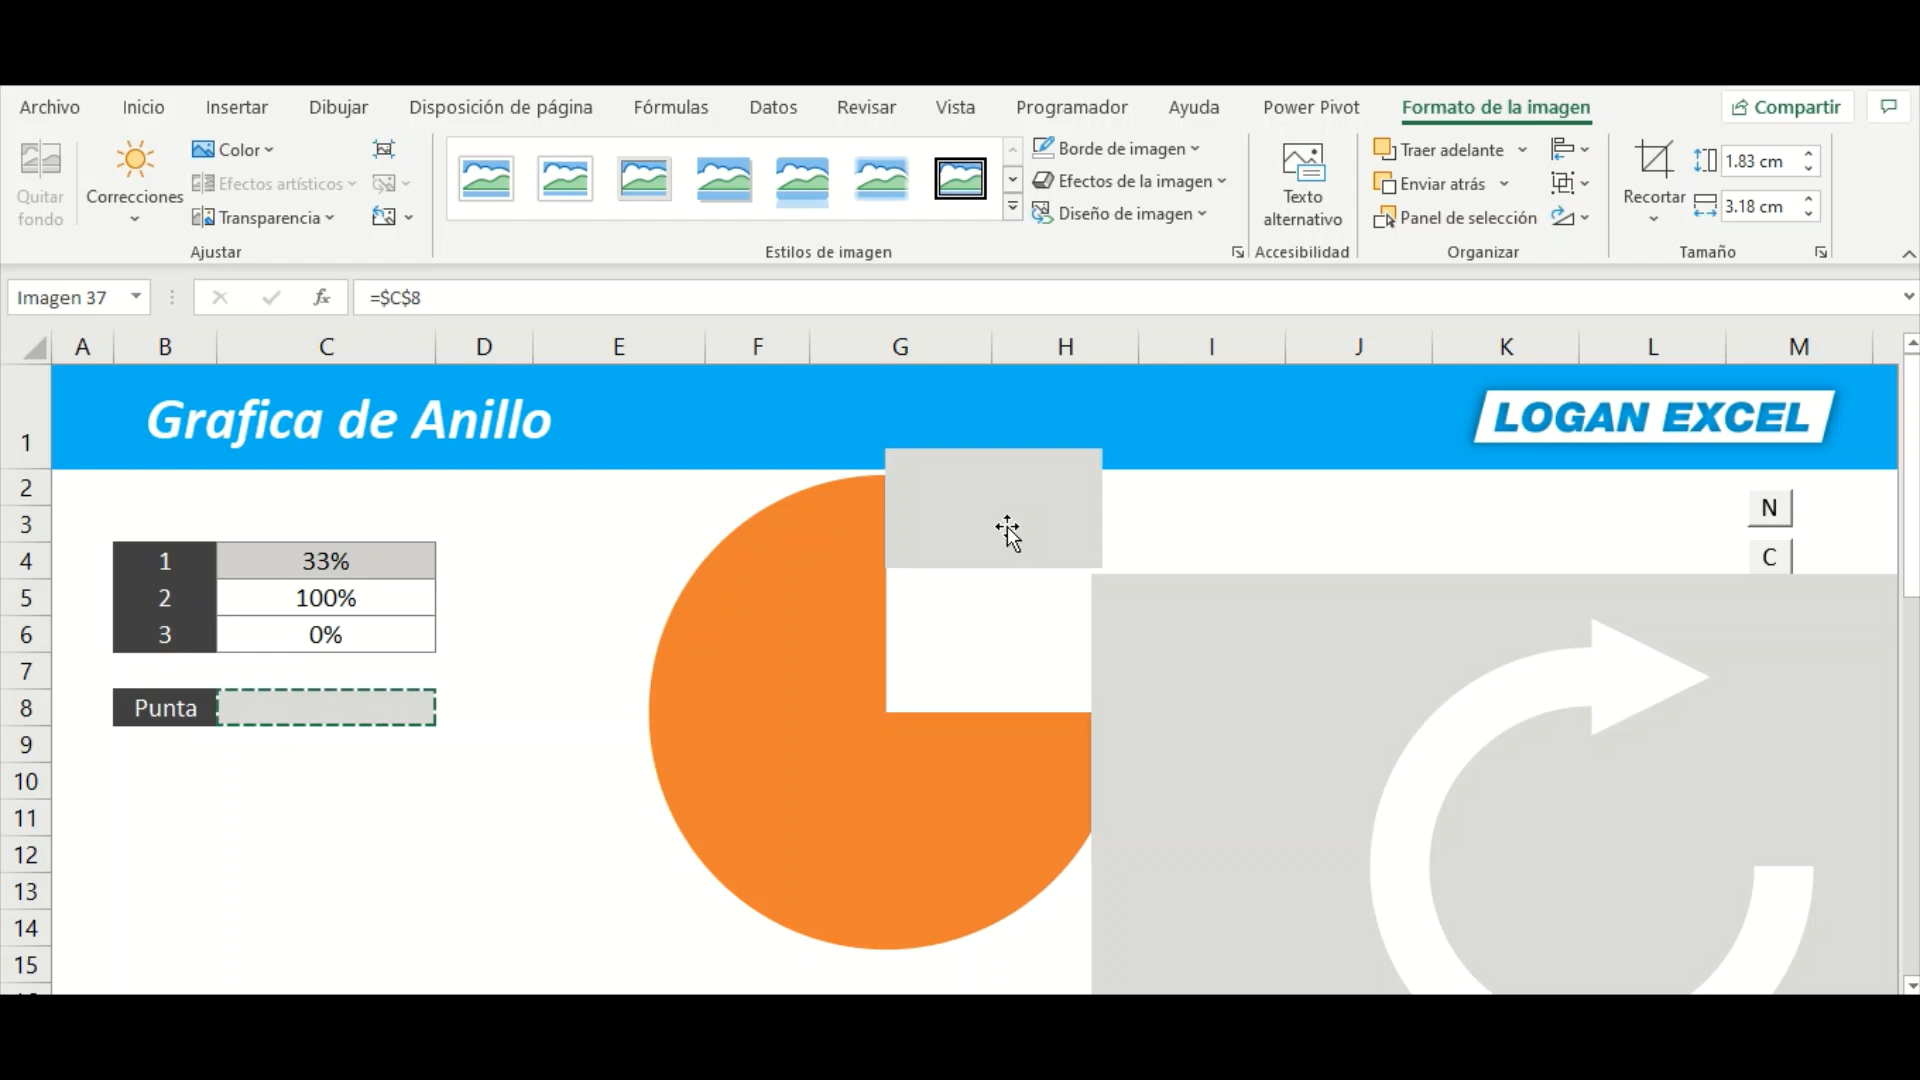 Archivo Inicio Insertar Dibujar Disposición de página Fórmulas Datos Revisar Vista Programador Ayuda Power Pivot Formato de la imagen Compartir
Quitar fondo
Correcciones
Color
Efectos artísticos
Transparencia
Ajustar
Estilos de imagen
Borde de imagen
Efectos de la imagen
Diseño de imagen
Texto alternativo
Accesibilidad
Traer adelante
Enviar atrás
Panel de selección
Organizar
Recortar
1.83 cm
3.18 cm
Tamaño
Imagen 37 fx =$C$8
A B C D E F G H I J K L M
1 Grafica de Anillo LOGAN EXCEL
2
3 N
4 1 33% C
5 2 100%
6 3 0%
7
8 Punta
9
10
11
12
13
14
15